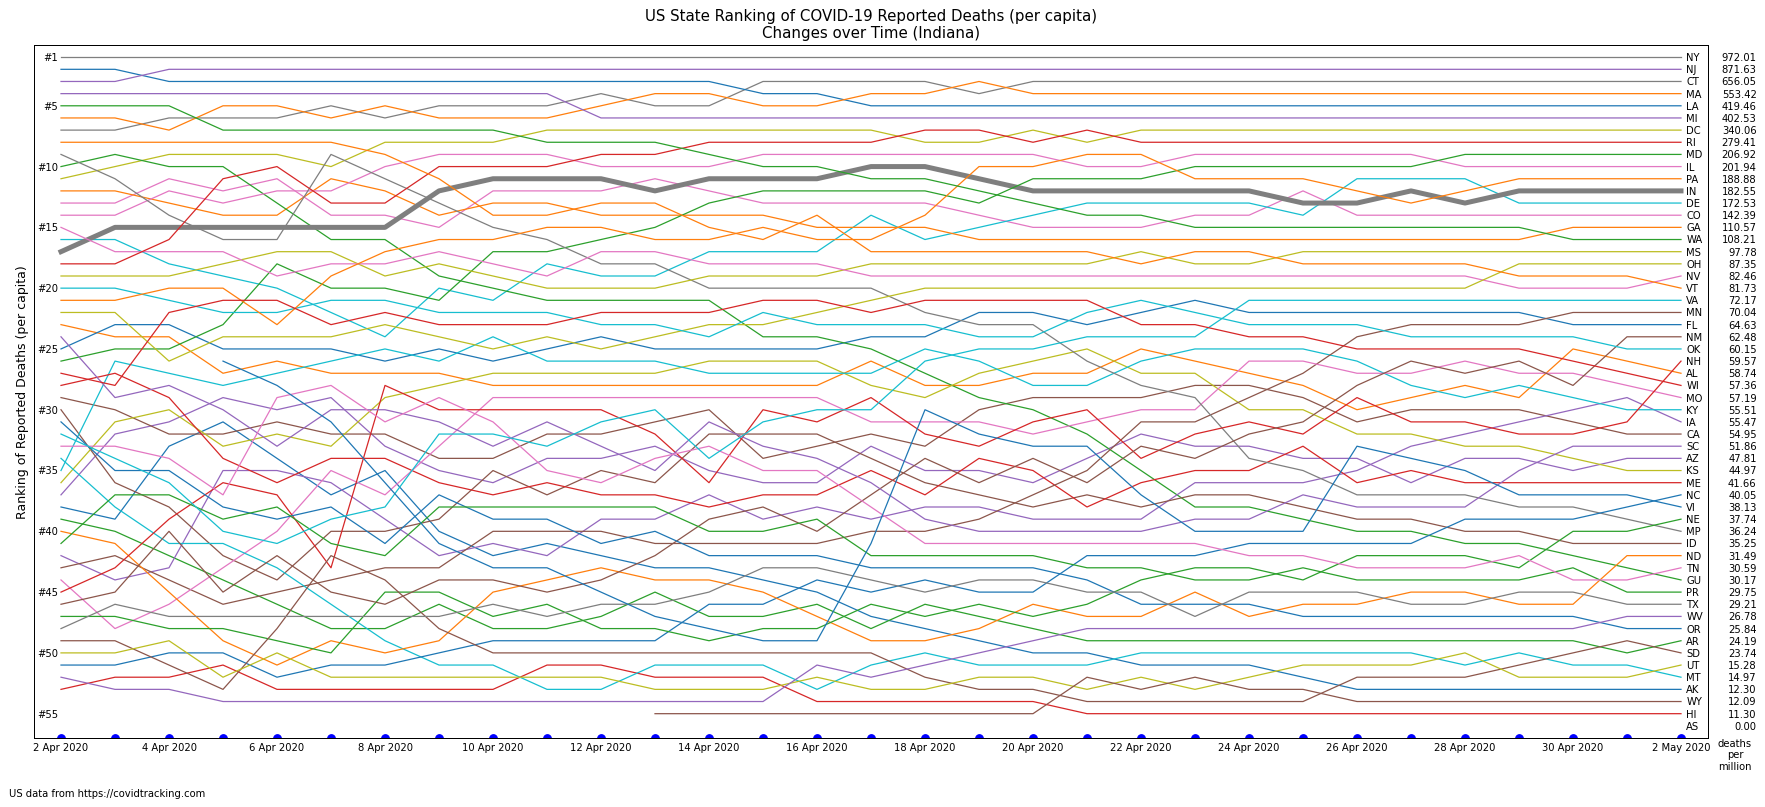 US State Ranking of COVID-19 Reported Deaths (per capita)
Changes over Time (Indiana)
Ranking of Reported Deaths (per capita)
#1
#5
#10
#15
#20
#25
#30
#35
#40
#45
#50
#55
NY 972.01
NJ 871.63
CT 656.05
MA 553.42
LA 419.46
MI 402.53
DC 340.06
RI 279.41
MD 206.92
IL 201.94
PA 188.88
IN 182.55
DE 172.53
CO 142.39
GA 110.57
WA 108.21
MS 97.78
OH 87.35
NV 82.46
VT 81.73
VA 72.17
MN 70.04
FL 64.63
NM 62.48
OK 60.15
NH 59.57
AL 58.74
WI 57.36
MO 57.19
KY 55.51
IA 55.47
CA 54.95
SC 51.86
AZ 47.81
KS 44.97
ME 41.66
NC 40.05
VI 38.13
NE 37.74
MP 36.24
ID 35.25
ND 31.49
TN 30.59
GU 30.17
PR 29.75
TX 29.21
WV 26.78
OR 25.84
AR 24.19
SD 23.74
UT 15.28
MT 14.97
AK 12.30
WY 12.09
HI 11.30
AS 0.00
2 Apr 2020
4 Apr 2020
6 Apr 2020
8 Apr 2020
10 Apr 2020
12 Apr 2020
14 Apr 2020
16 Apr 2020
18 Apr 2020
20 Apr 2020
22 Apr 2020
24 Apr 2020
26 Apr 2020
28 Apr 2020
30 Apr 2020
2 May 2020
deaths
per
million
US data from https://covidtracking.com